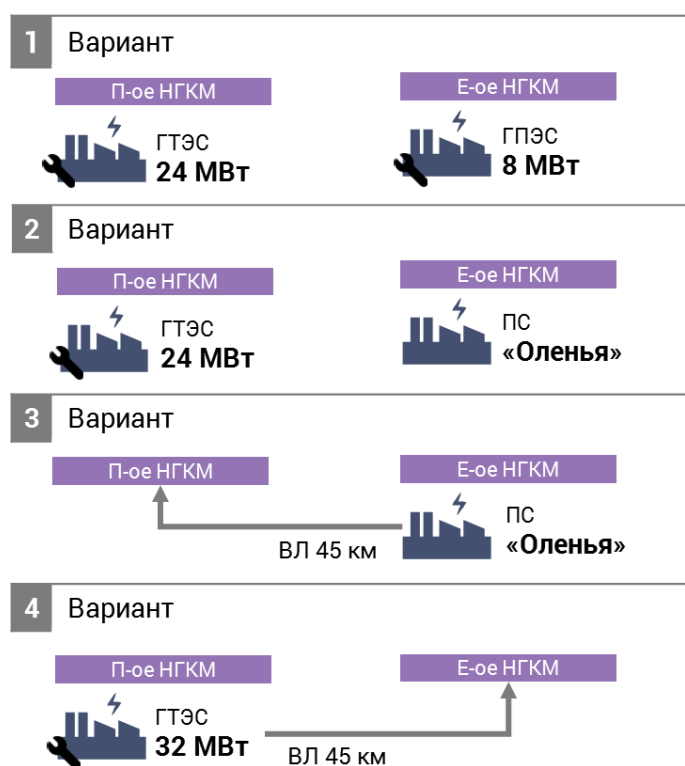 1 Вариант
П-ое НГКМ
Е-ое НГКМ
ГТЭС
24 МВт
ГПЭС
8 МВт
2 Вариант
П-ое НГКМ
Е-ое НГКМ
ГТЭС
24 МВт
ПС
«Оленья»
3 Вариант
П-ое НГКМ
Е-ое НГКМ
ВЛ 45 км
ПС
«Оленья»
4 Вариант
П-ое НГКМ
Е-ое НГКМ
ГТЭС
32 МВт
ВЛ 45 км